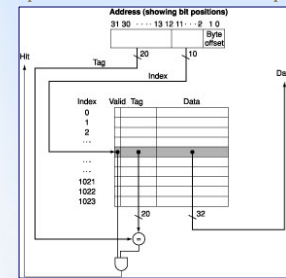 Address (showing bit positions)
31 30 · · · · 13 12 11 · · · 2 1 0
Byte
offset
Hit
20
10
Tag
Index
Da
Index Valid Tag Data
0
1
2
...
...
...
1021
1022
1023
20
32
=